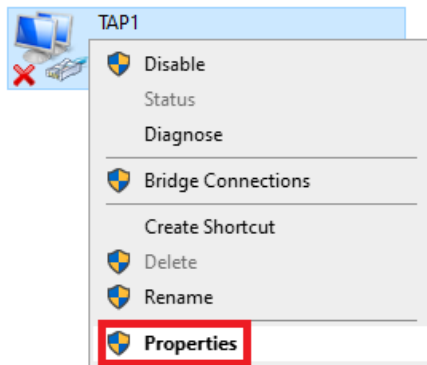 TAP1
Disable
Status
Diagnose
Bridge Connections
Create Shortcut
Delete
Rename
Properties